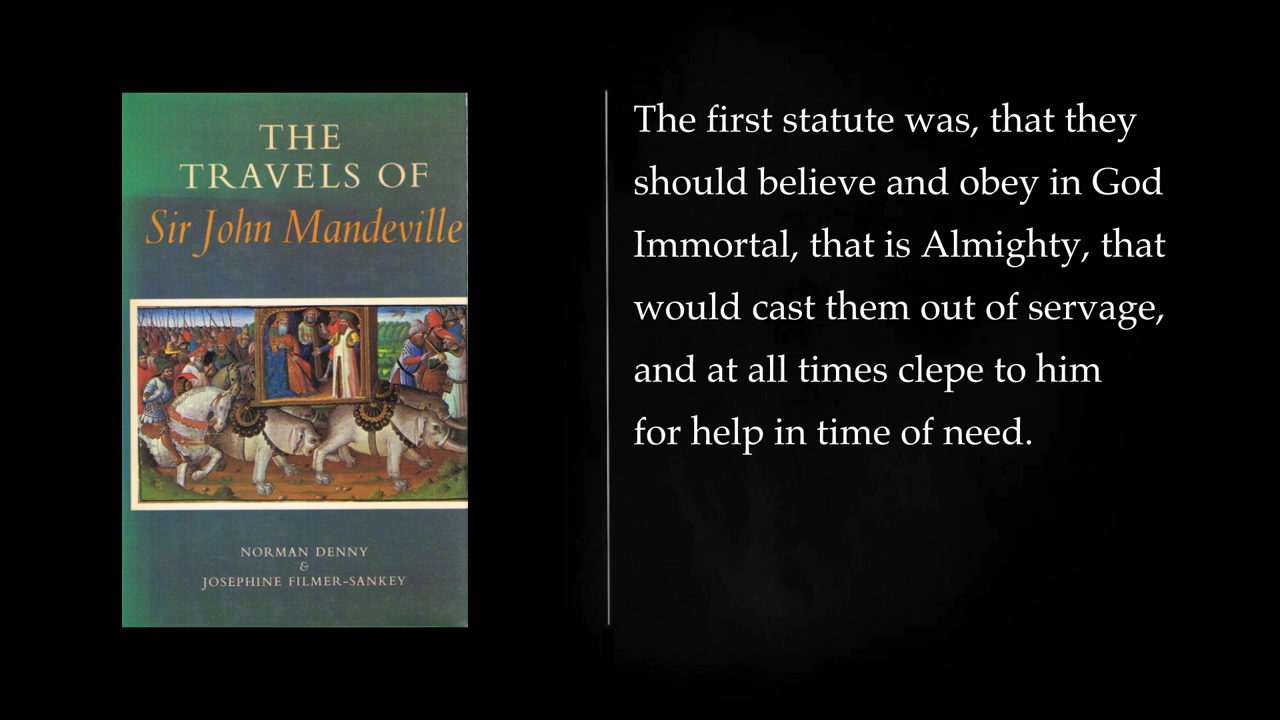 THE
TRAVELS OF
Sir John Mandeville
NORMAN DENNY
&
JOSEPHINE FILMER-SANKEY
The first statute was, that they
should believe and obey in God
Immortal, that is Almighty, that
would cast them out of servage,
and at all times clepe to him
for help in time of need.